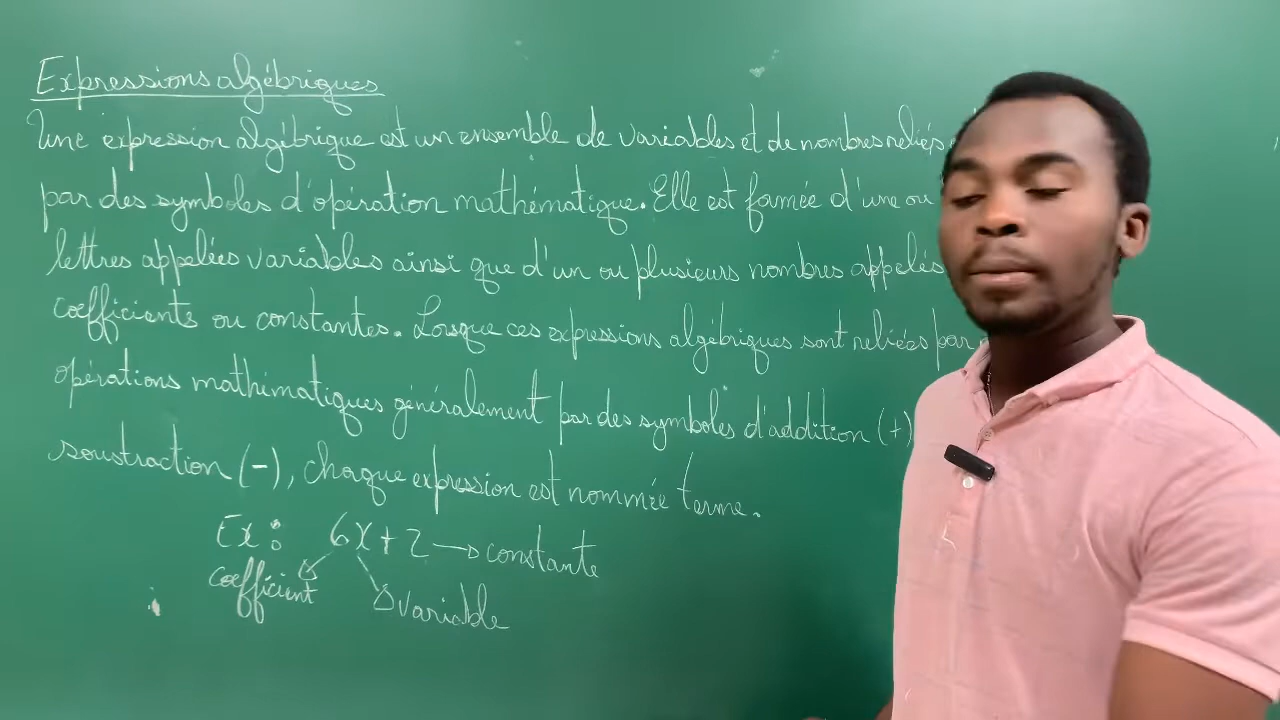 Expressions algébriques
Une expression algébrique est un ensemble de variables et de nombres reliés
par des symboles d'opération mathématique. Elle est formée d'une ou
lettres appelées variables ainsi que d'un ou plusieurs nombres appelés
coefficients ou constantes. Lorsque ces expressions algébriques sont reliées par
opérations mathématiques généralement par des symboles d'addition (+)
soustraction (-), chaque expression est nommée terme.
Ex : 6x + 2 → constante
coefficient variable